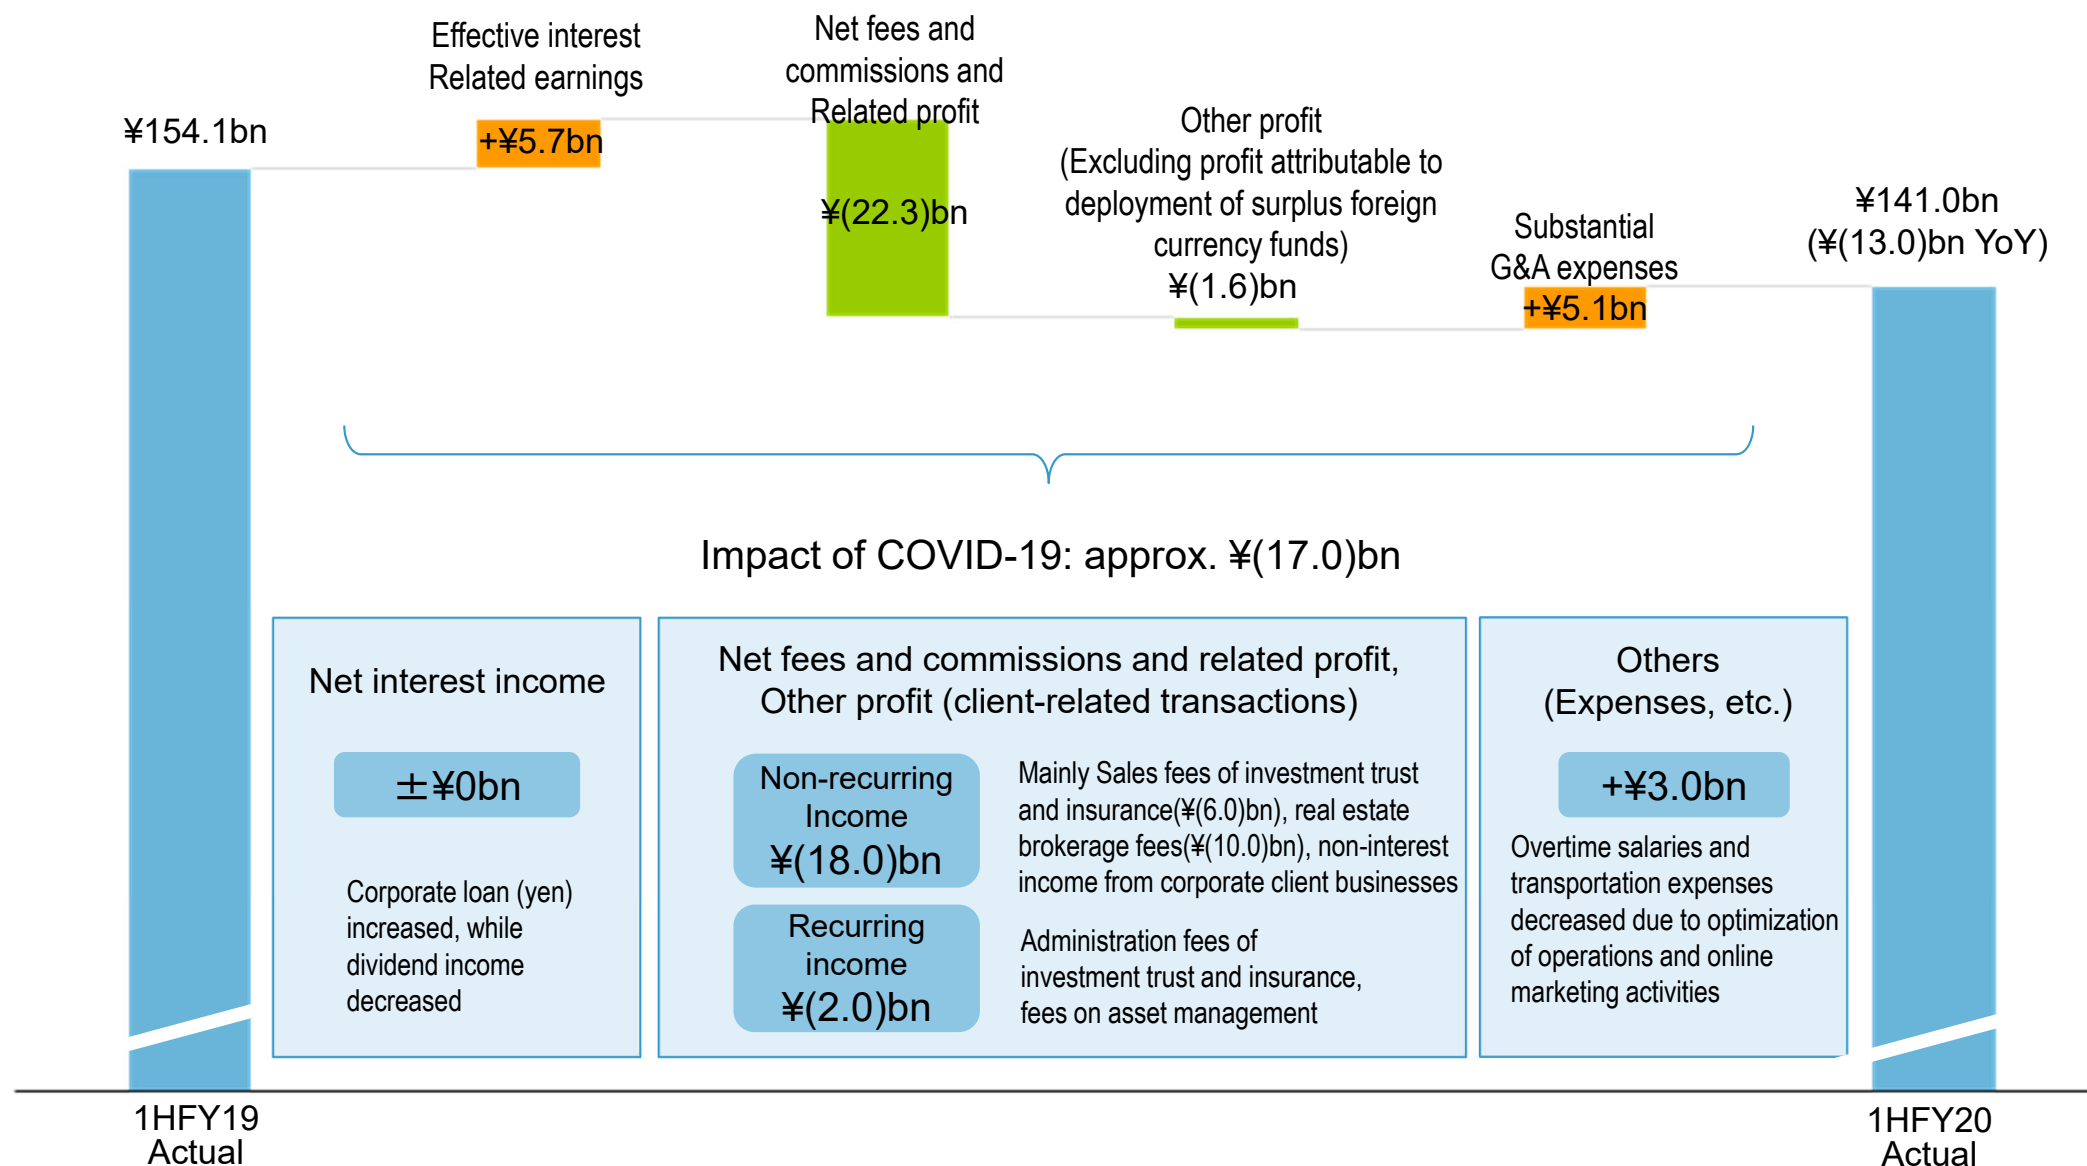 Effective interest
Related earnings
Net fees and
commissions and
Related profit
¥154.1bn
+¥5.7bn
¥(22.3)bn
Other profit
(Excluding profit attributable to
deployment of surplus foreign
currency funds)
¥(1.6)bn
Substantial
G&A expenses
+¥5.1bn
¥141.0bn
(¥(13.0)bn YoY)
Impact of COVID-19: approx. ¥(17.0)bn
Net interest income
±¥0bn
Corporate loan (yen)
increased, while
dividend income
decreased
Net fees and commissions and related profit,
Other profit (client-related transactions)
Non-recurring
Income
¥(18.0)bn
Mainly Sales fees of investment trust
and insurance(¥(6.0)bn), real estate
brokerage fees(¥(10.0)bn), non-interest
income from corporate client businesses
Recurring
income
¥(2.0)bn
Administration fees of
investment trust and insurance,
fees on asset management
Others
(Expenses, etc.)
+¥3.0bn
Overtime salaries and
transportation expenses
decreased due to optimization
of operations and online
marketing activities
1HFY19
Actual
1HFY20
Actual